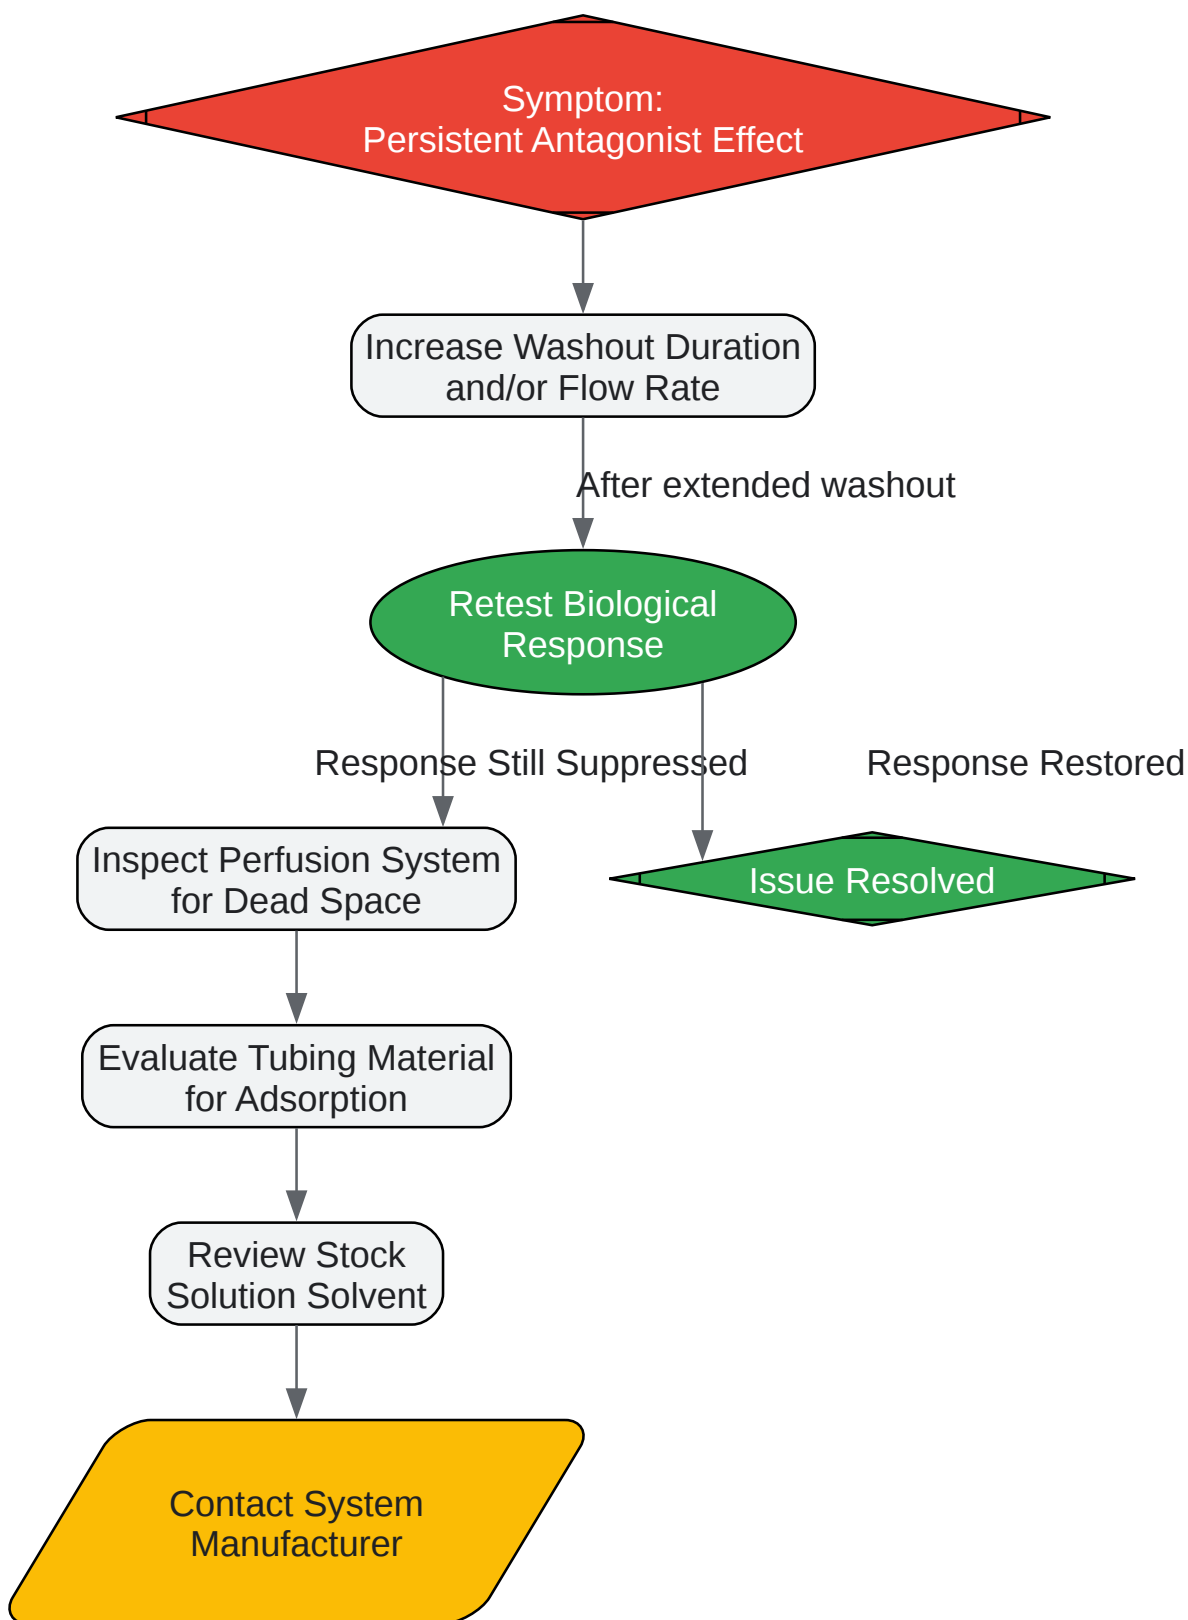 Symptom:
Persistent Antagonist Effect
Increase Washout Duration
and/or Flow Rate
After extended washout
Retest Biological
Response
Response Still Suppressed
Response Restored
Inspect Perfusion System
for Dead Space
Issue Resolved
Evaluate Tubing Material
for Adsorption
Review Stock
Solution Solvent
Contact System
Manufacturer